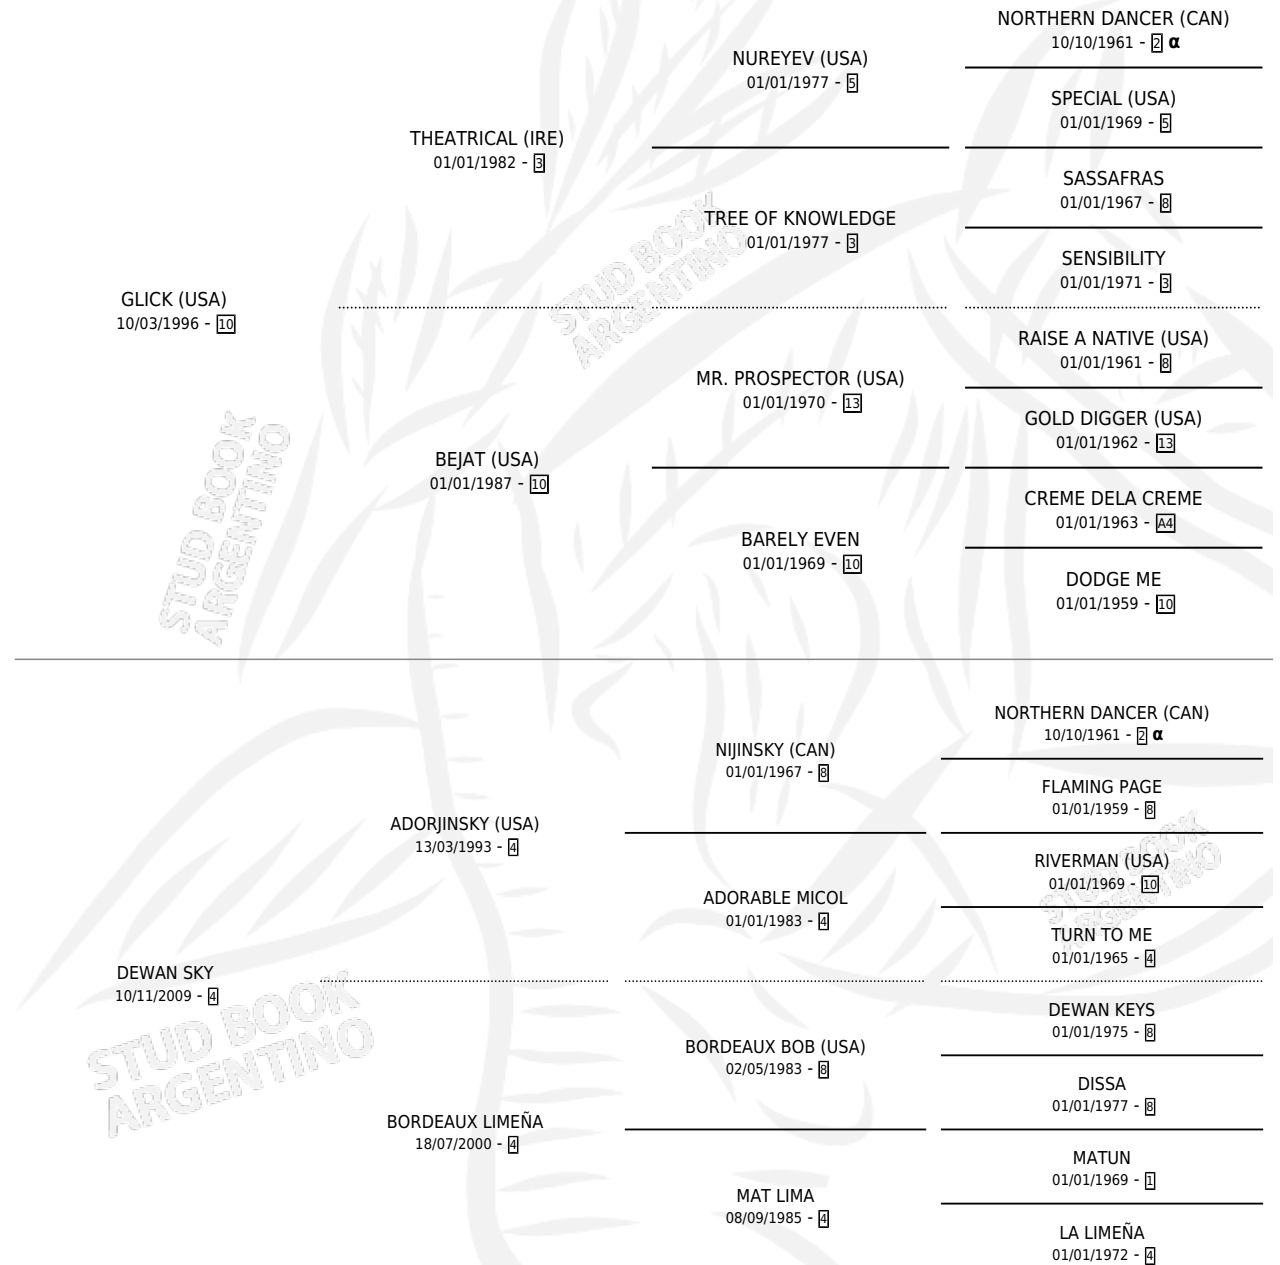 NORTHERN DANCER (CAN)
10/10/1961 - 2 α
NUREYEV (USA)
01/01/1977 - 5
SPECIAL (USA)
01/01/1969 - 5
THEATRICAL (IRE)
01/01/1982 - 3
SASSAFRAS
01/01/1967 - 8
TREE OF KNOWLEDGE
01/01/1977 - 3
SENSIBILITY
01/01/1971 - 3
GLICK (USA)
10/03/1996 - 10
RAISE A NATIVE (USA)
01/01/1961 - 8
MR. PROSPECTOR (USA)
01/01/1970 - 13
GOLD DIGGER (USA)
01/01/1962 - 13
BEJAT (USA)
01/01/1987 - 10
CREME DELA CREME
01/01/1963 - A4
BARELY EVEN
01/01/1969 - 10
DODGE ME
01/01/1959 - 10
NORTHERN DANCER (CAN)
10/10/1961 - 2 α
NIJINSKY (CAN)
01/01/1967 - 8
FLAMING PAGE
01/01/1959 - 8
ADORJINSKY (USA)
13/03/1993 - 4
RIVERMAN (USA)
01/01/1969 - 10
ADORABLE MICOL
01/01/1983 - 4
TURN TO ME
01/01/1965 - 4
DEWAN SKY
10/11/2009 - 4
DEWAN KEYS
01/01/1975 - 8
BORDEAUX BOB (USA)
02/05/1983 - 8
DISSA
01/01/1977 - 8
BORDEAUX LIMEÑA
18/07/2000 - 4
MATUN
01/01/1969 - 1
MAT LIMA
08/09/1985 - 4
LA LIMEÑA
01/01/1972 - 4
STUD BOOK
ARGENTINO
STUD BOOK
ARGENTINO
STUD BOOK
ARGENTINO
STUD BOOK
ARGENTINO